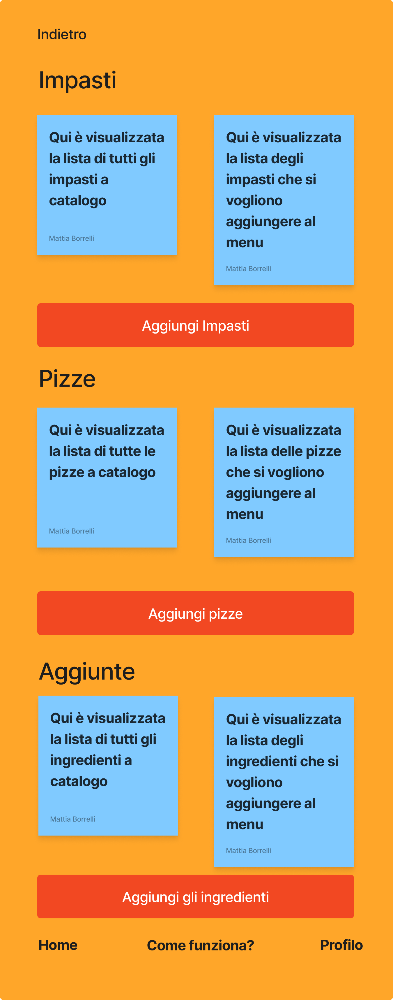 Indietro
Impasti
Qui è visualizzata
la lista di tutti gli
impasti a
catalogo
Mattia Borrelli
Qui è visualizzata
la lista degli
impasti che si
vogliono
aggiungere al
menu
Mattia Borrelli
Aggiungi Impasti
Pizze
Qui è visualizzata
la lista di tutte le
pizze a catalogo
Mattia Borrelli
Qui è visualizzata
la lista delle pizze
che si vogliono
aggiungere al
menu
Mattia Borrelli
Aggiungi pizze
Aggiunte
Qui è visualizzata
la lista di tutti gli
ingredienti a
catalogo
Mattia Borrelli
Qui è visualizzata
la lista degli
ingredienti che si
vogliono
aggiungere al
menu
Mattia Borrelli
Aggiungi gli ingredienti
Home
Come funziona?
Profilo